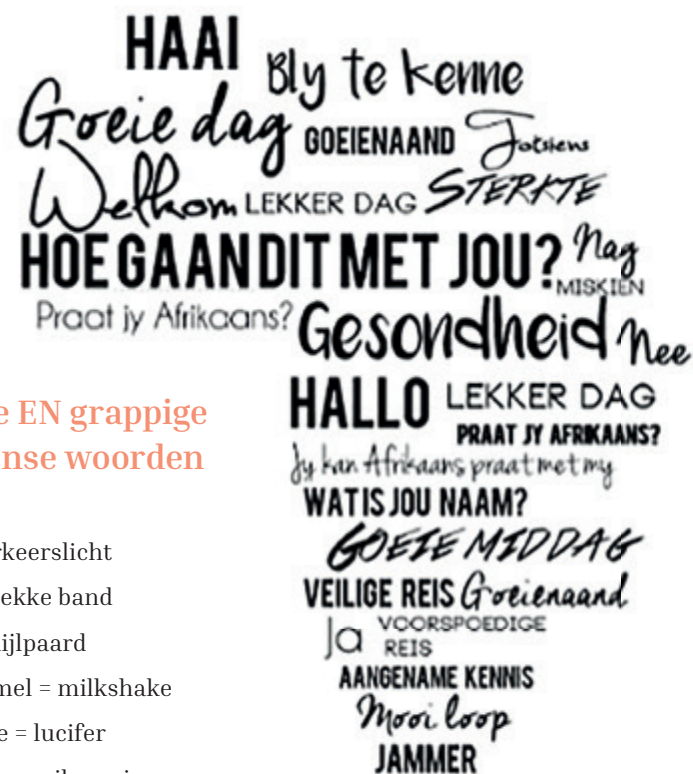 HAAI
Bly te kenne
Goeie dag
GOEIENAAND
Totsiens
Welkom
LEKKER DAG
STERKTE
HOE GAAN DIT MET JOU?
Nag
MISKIEN
Praat jy Afrikaans?
Gesondheid
Nee
HALLO
LEKKER DAG
PRAAT JY AFRIKAANS?
Jy kan Afrikaans praat met my
WAT IS JOU NAAM?
GOEIE MIDDAG
VEILIGE REIS
Goeienaand
Ja
VOORSPOEDIGE
REIS
AANGENAME KENNIS
Mooi loop
JAMMER
e EN grappige
nse woorden
rkeerslicht
ekke band
ijlpaard
mel = milkshake
e = lucifer